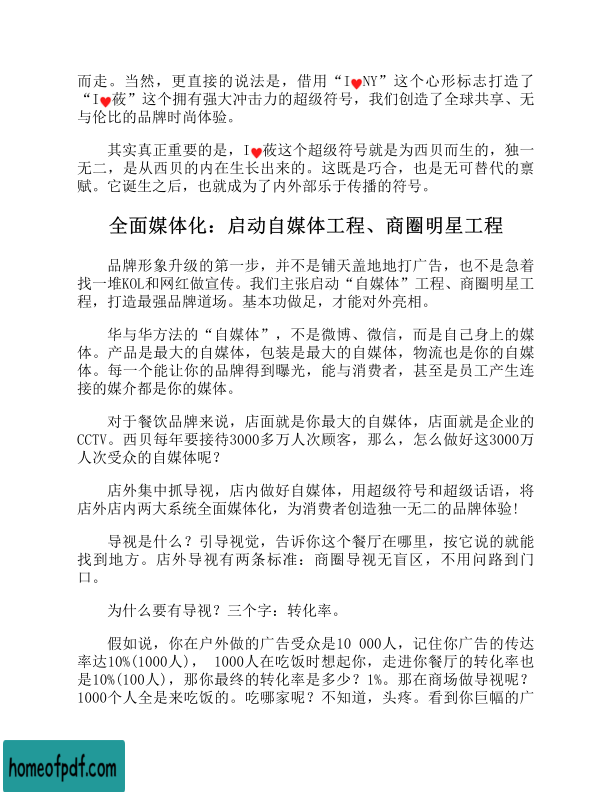 而走。当然，更直接的说法是，借用“I♥NY”这个心形标志打造了
“I♥莜”这个拥有强大冲击力的超级符号，我们创造了全球共享、无
与伦比的品牌时尚体验。
其实真正重要的是，I♥莜这个超级符号就是为西贝而生的，独一
无二，是从西贝的内在生长出来的。这既是巧合，也是无可替代的禀
赋。它诞生之后，也就成为了内外部乐于传播的符号。
全面媒体化：启动自媒体工程、商圈明星工程
品牌形象升级的第一步，并不是铺天盖地地打广告，也不是急着
找一堆KOL和网红做宣传。我们主张启动“自媒体”工程、商圈明星工
程，打造最强品牌道场。基本功做足，才能对外亮相。
华与华方法的“自媒体”，不是微博、微信，而是自己身上的媒
体。产品是最大的自媒体，包装是最大的自媒体，物流也是你的自媒
体。每一个能让你的品牌得到曝光，能与消费者，甚至是员工产生连
接的媒介都是你的媒体。
对于餐饮品牌来说，店面就是你最大的自媒体，店面就是企业的
CCTV。西贝每年要接待3000多万人次顾客，那么，怎么做好这3000万
人次受众的自媒体呢？
店外集中抓导视，店内做好自媒体，用超级符号和超级话语，将
店外店内两大系统全面媒体化，为消费者创造独一无二的品牌体验!
导视是什么？引导视觉，告诉你这个餐厅在哪里，按它说的就能
找到地方。店外导视有两条标准：商圈导视无盲区，不用问路到门
口。
为什么要有导视？三个字：转化率。
假如说，你在户外做的广告受众是10 000人，记住你广告的传达
率达10%(1000人)， 1000人在吃饭时想起你，走进你餐厅的转化率也
是10%(100人)，那你最终的转化率是多少？1%。那在商场做导视呢？
1000个人全是来吃饭的。吃哪家呢？不知道，头疼。看到你巨幅的广
homeofpdf.com